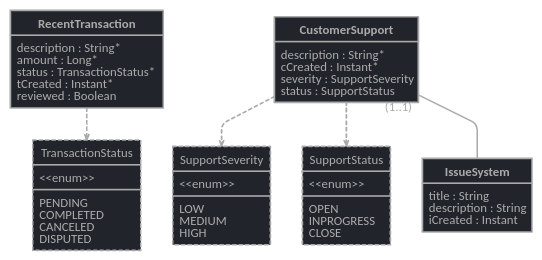 RecentTransaction
description : String*
amount : Long*
status : TransactionStatus*
tCreated : Instant*
reviewed : Boolean
CustomerSupport
description : String*
cCreated : Instant*
severity : SupportSeverity
status : SupportStatus
(1..1)
TransactionStatus
<<enum>>
PENDING
COMPLETED
CANCELED
DISPUTED
SupportSeverity
<<enum>>
LOW
MEDIUM
HIGH
SupportStatus
<<enum>>
OPEN
INPROGRESS
CLOSE
IssueSystem
title : String
description : String
iCreated : Instant